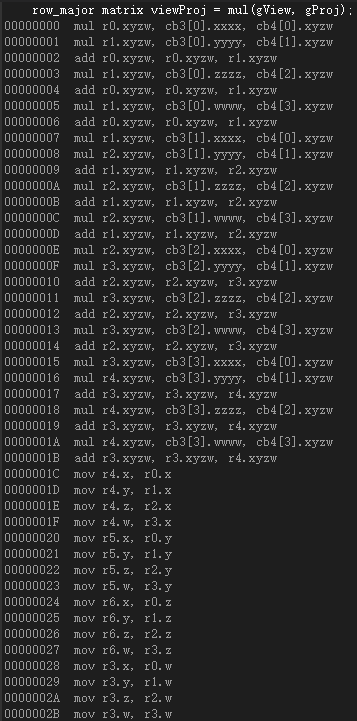 row_major matrix viewProj = mul(gView, gProj);
00000000 mul r0.xyzw, cb3[0].xxxx, cb4[0].xyzw
00000001 mul r1.xyzw, cb3[0].yyyy, cb4[1].xyzw
00000002 add r0.xyzw, r0.xyzw, r1.xyzw
00000003 mul r1.xyzw, cb3[0].zzzz, cb4[2].xyzw
00000004 add r0.xyzw, r0.xyzw, r1.xyzw
00000005 mul r1.xyzw, cb3[0].wwww, cb4[3].xyzw
00000006 add r0.xyzw, r0.xyzw, r1.xyzw
00000007 mul r1.xyzw, cb3[1].xxxx, cb4[0].xyzw
00000008 mul r2.xyzw, cb3[1].yyyy, cb4[1].xyzw
00000009 add r1.xyzw, r1.xyzw, r2.xyzw
0000000A mul r2.xyzw, cb3[1].zzzz, cb4[2].xyzw
0000000B add r1.xyzw, r1.xyzw, r2.xyzw
0000000C mul r2.xyzw, cb3[1].wwww, cb4[3].xyzw
0000000D add r1.xyzw, r1.xyzw, r2.xyzw
0000000E mul r2.xyzw, cb3[2].xxxx, cb4[0].xyzw
0000000F mul r3.xyzw, cb3[2].yyyy, cb4[1].xyzw
00000010 add r2.xyzw, r2.xyzw, r3.xyzw
00000011 mul r3.xyzw, cb3[2].zzzz, cb4[2].xyzw
00000012 add r2.xyzw, r2.xyzw, r3.xyzw
00000013 mul r3.xyzw, cb3[2].wwww, cb4[3].xyzw
00000014 add r2.xyzw, r2.xyzw, r3.xyzw
00000015 mul r3.xyzw, cb3[3].xxxx, cb4[0].xyzw
00000016 mul r4.xyzw, cb3[3].yyyy, cb4[1].xyzw
00000017 add r3.xyzw, r3.xyzw, r4.xyzw
00000018 mul r4.xyzw, cb3[3].zzzz, cb4[2].xyzw
00000019 add r3.xyzw, r3.xyzw, r4.xyzw
0000001A mul r4.xyzw, cb3[3].wwww, cb4[3].xyzw
0000001B add r3.xyzw, r3.xyzw, r4.xyzw
0000001C mov r4.x, r0.x
0000001D mov r4.y, r1.x
0000001E mov r4.z, r2.x
0000001F mov r4.w, r3.x
00000020 mov r5.x, r0.y
00000021 mov r5.y, r1.y
00000022 mov r5.z, r2.y
00000023 mov r5.w, r3.y
00000024 mov r6.x, r0.z
00000025 mov r6.y, r1.z
00000026 mov r6.z, r2.z
00000027 mov r6.w, r3.z
00000028 mov r3.x, r0.w
00000029 mov r3.y, r1.w
0000002A mov r3.z, r2.w
0000002B mov r3.w, r3.w